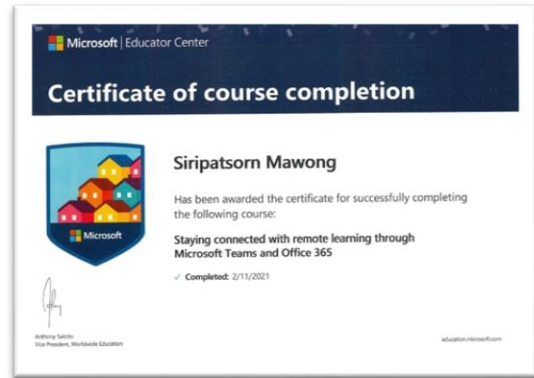 Microsoft | Educator Center
Certificate of course completion
Siripatsorn Mawong
Has been awarded the certificate for successfully completing
the following course:
Staying connected with remote learning through
Microsoft Teams and Office 365
✓ Completed: 2/11/2021
Microsoft
Anthony Salcito
Vice President, Worldwide Education
education.microsoft.com